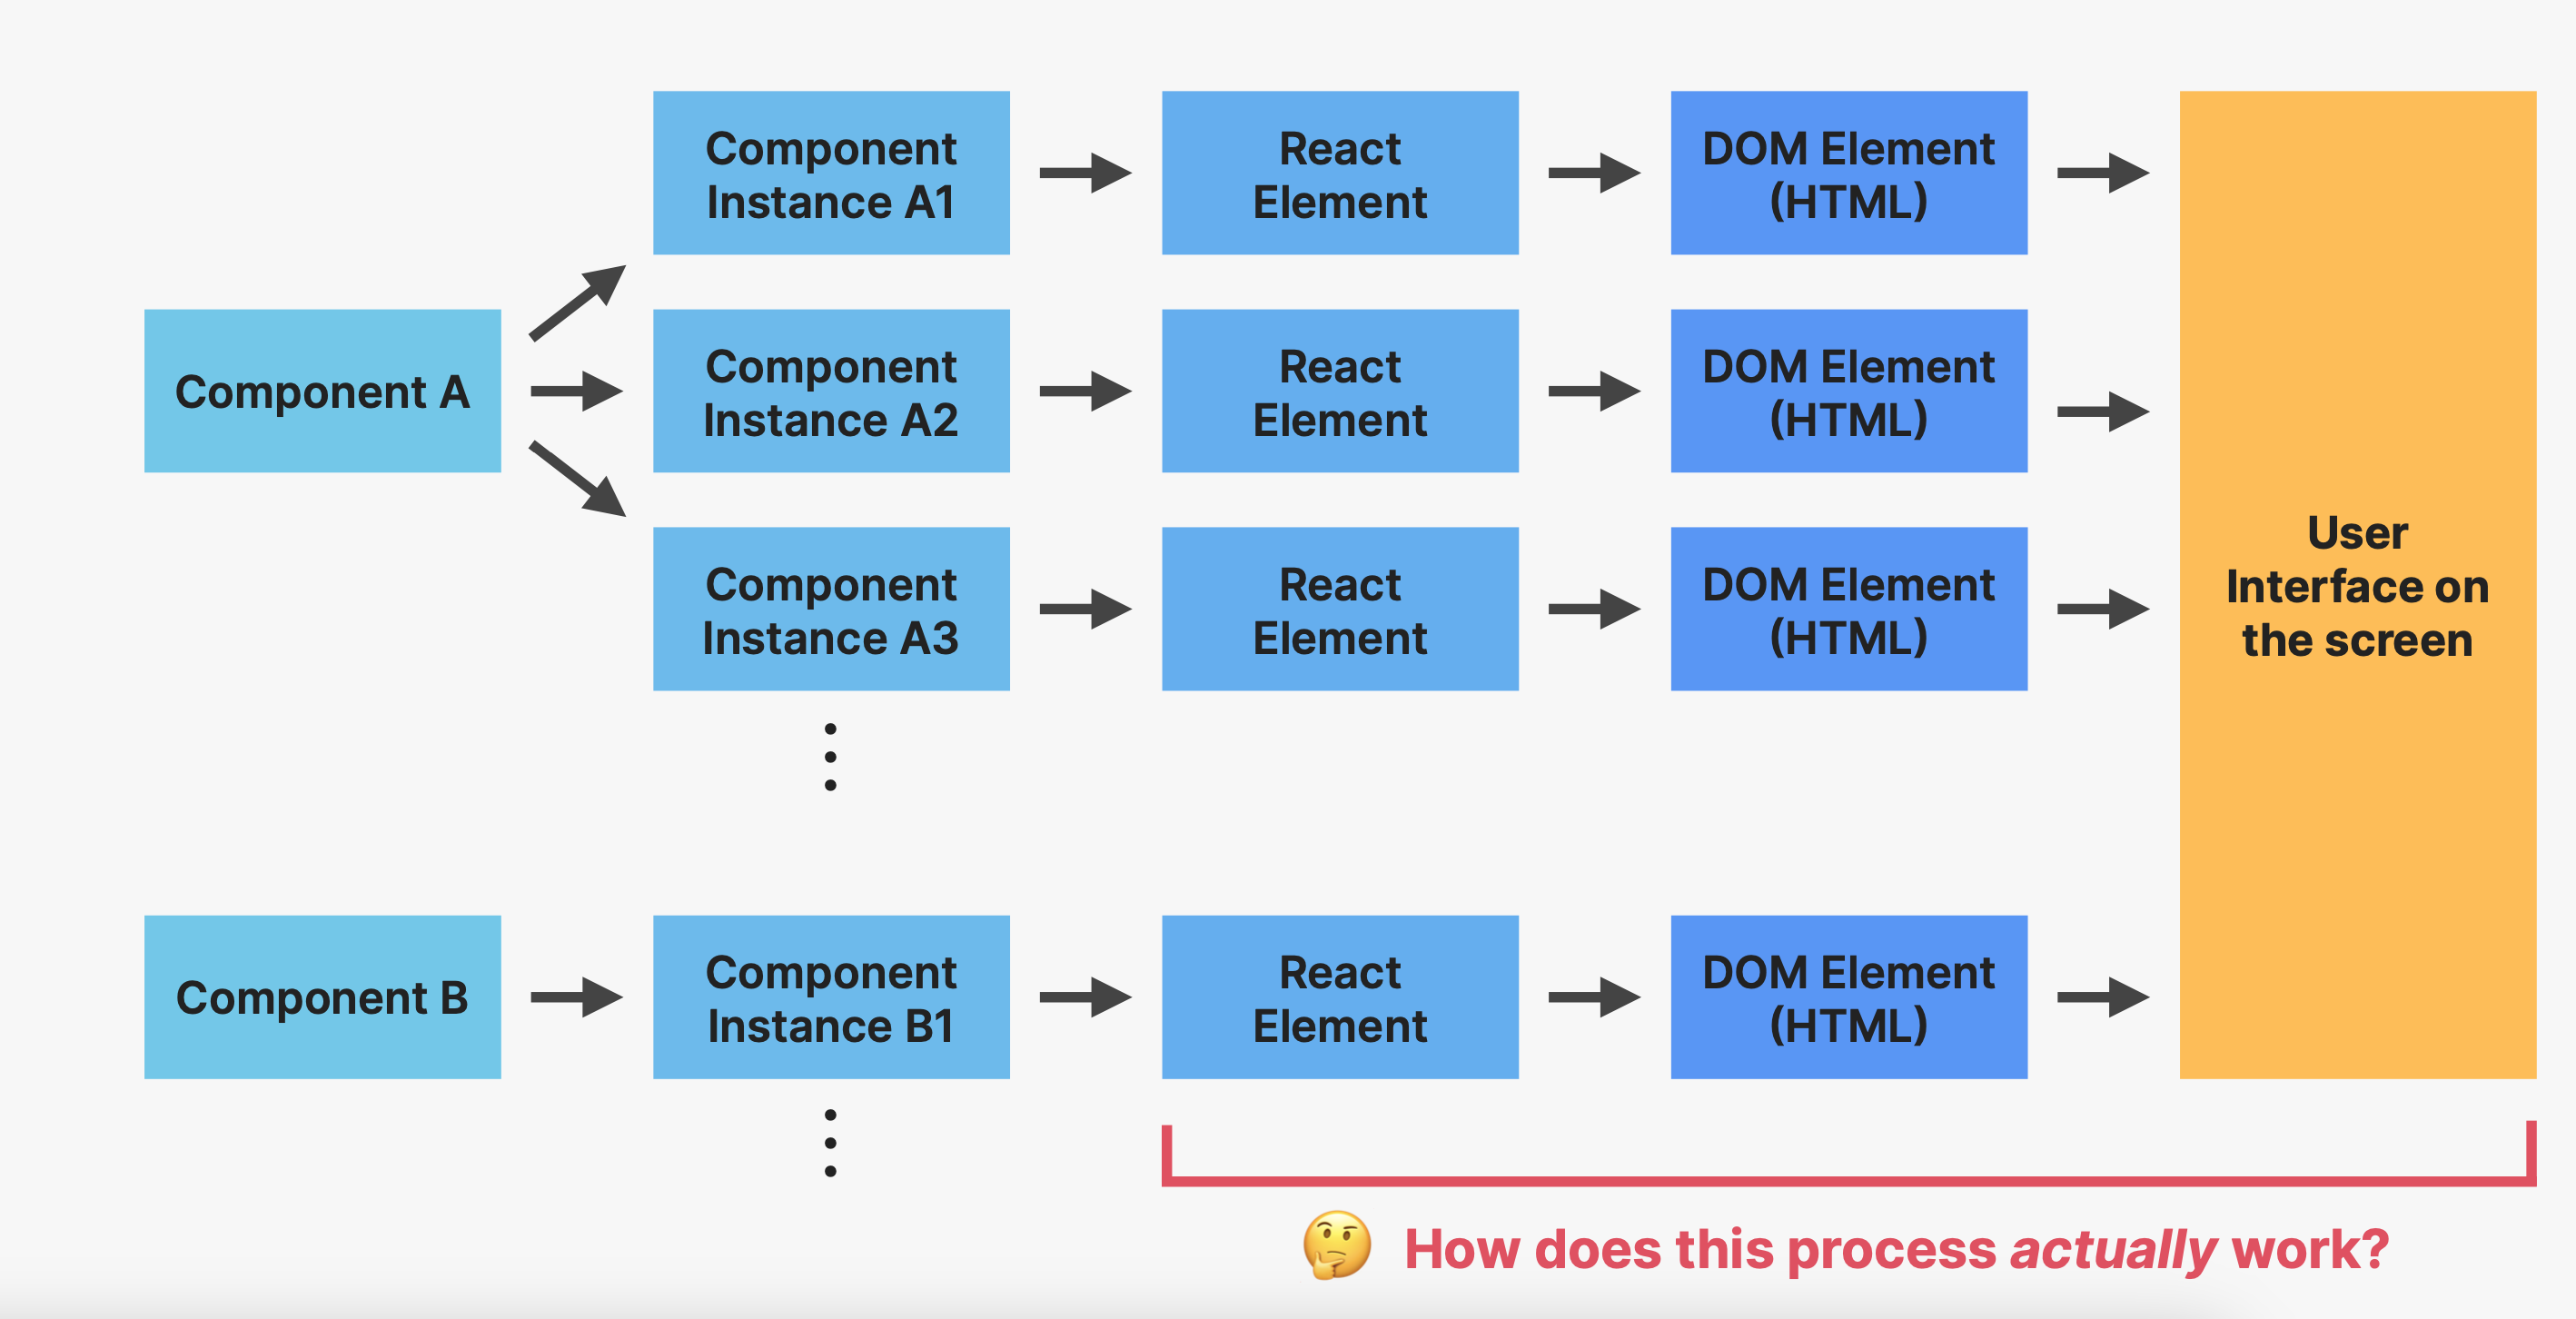 Component
Instance A1
React
Element
DOM Element
(HTML)
Component A
Component
Instance A2
React
Element
DOM Element
(HTML)
Component
Instance A3
React
Element
DOM Element
(HTML)
User
Interface on
the screen
Component B
Component
Instance B1
React
Element
DOM Element
(HTML)
How does this process actually work?